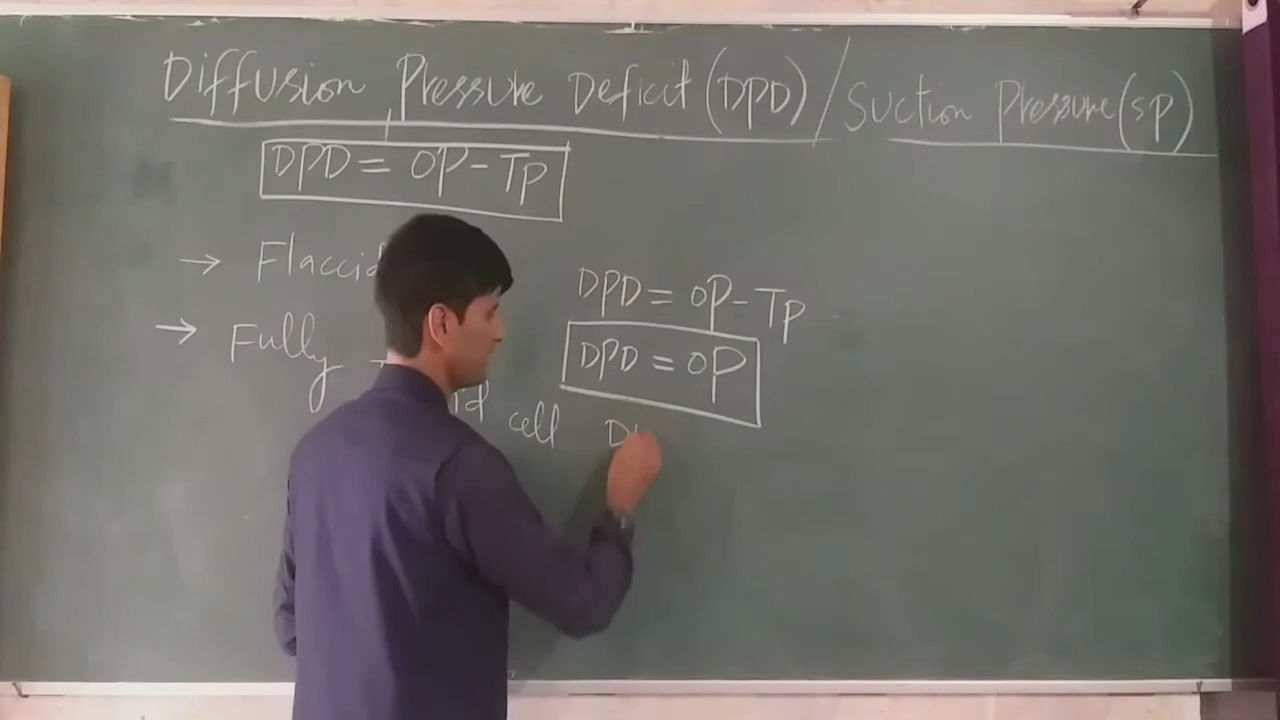 Diffusion Pressure Deficit (DPD) / Suction Pressure (SP)
DPD = OP - TP
→ Flaccid
DPD = OP - TP
DPD = OP
→ Fully
cell